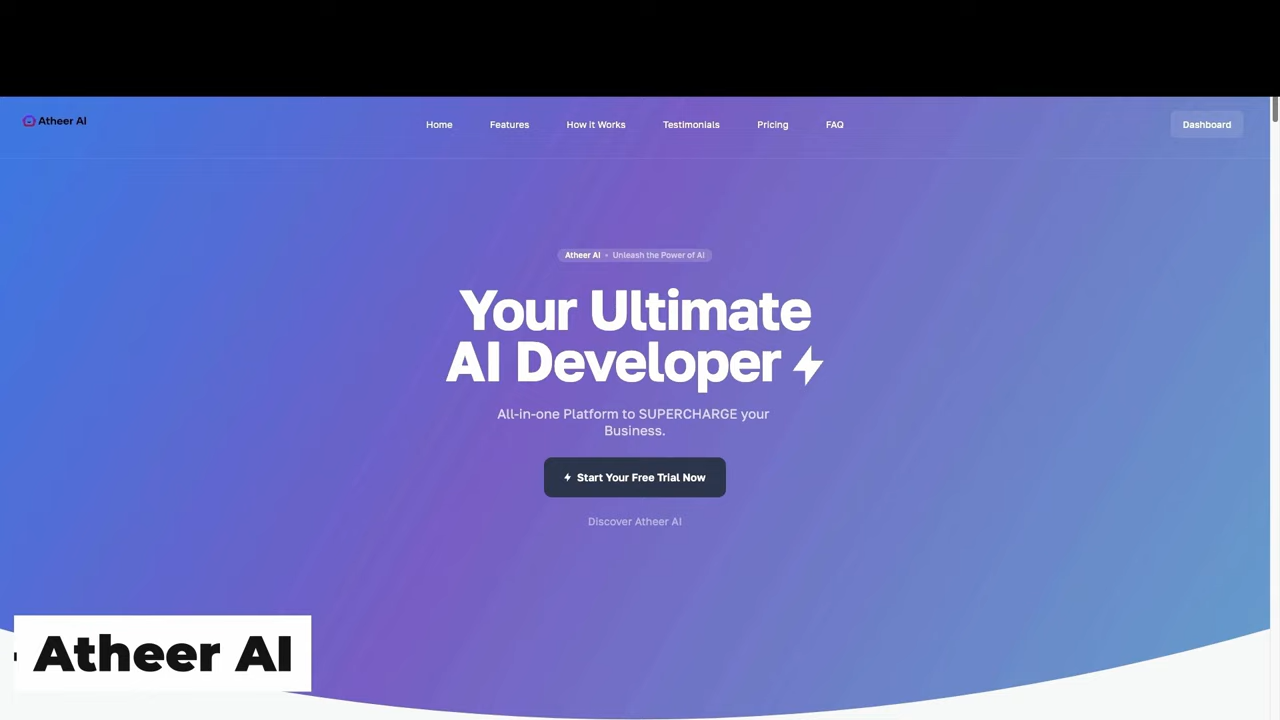 Atheer AI
Home
Features
How it Works
Testimonials
Pricing
FAQ
Dashboard
Atheer AI • Unleash the Power of AI
Your Ultimate
AI Developer
All-in-one Platform to SUPERCHARGE your
Business.
Start Your Free Trial Now
Discover Atheer AI
Atheer AI